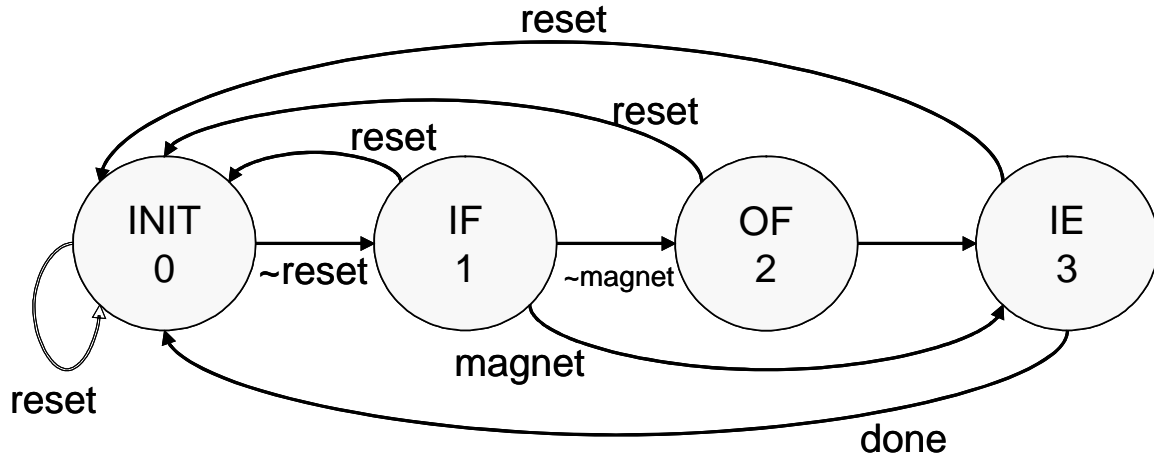 reset
reset
reset
INIT
0
IF
1
OF
2
IE
3
~reset
~magnet
magnet
reset
done